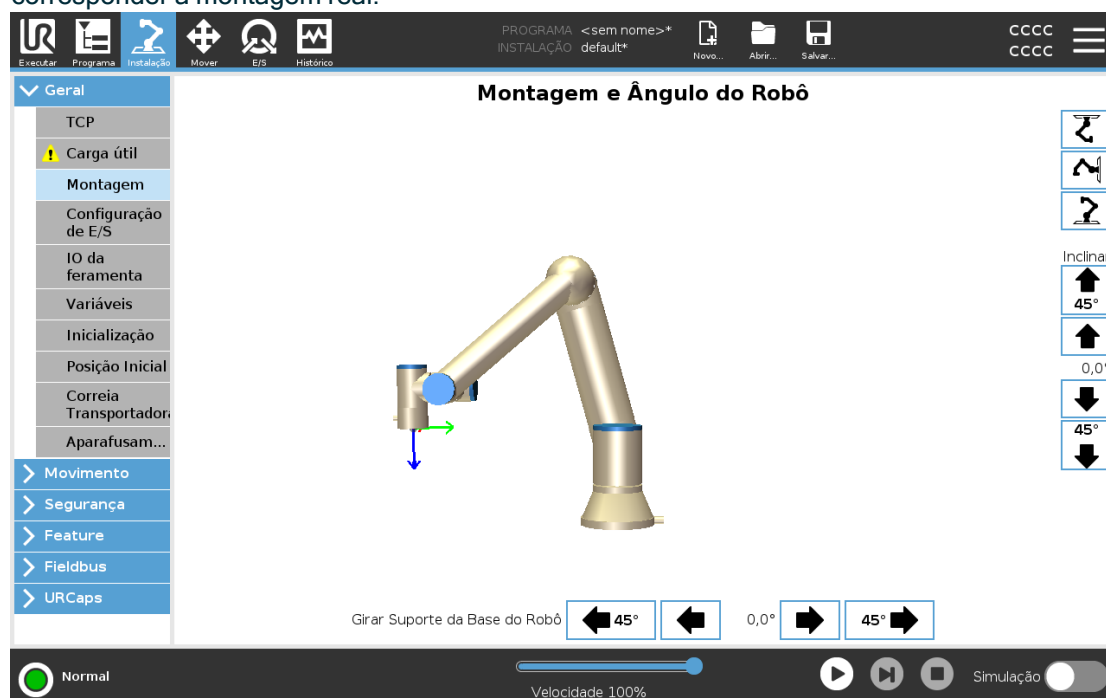 corresponder à montagem real.
PROGRAMA <sem nome>*
INSTALAÇÃO default*
CCCC
CCCC
Executar Programa Instalação Mover E/S Histórico Novo... Abrir... Salvar...
Geral
TCP
Carga útil
Montagem
Configuração
de E/S
IO da
feramenta
Variáveis
Inicialização
Posição Inicial
Correia
Transportadora
Aparafusam...
Movimento
Segurança
Feature
Fieldbus
URCaps
Montagem e Ângulo do Robô
Inclinar
45°
0,0°
45°
Girar Suporte da Base do Robô 45° 0,0° 45°
Normal
Velocidade 100%
Simulação